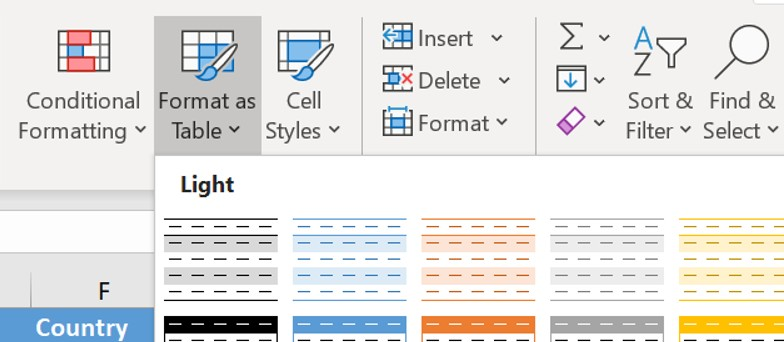 Conditional
Formatting
Format as
Table
Cell
Styles
Insert
Delete
Format
Sort &
Filter
Find &
Select
Light
F
Country